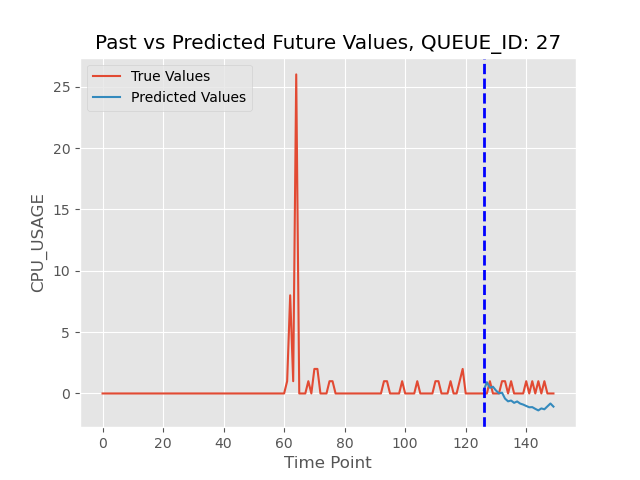 Past vs Predicted Future Values, QUEUE_ID: 27
True Values
Predicted Values
CPU_USAGE
25
20
15
10
5
0
0 20 40 60 80 100 120 140
Time Point